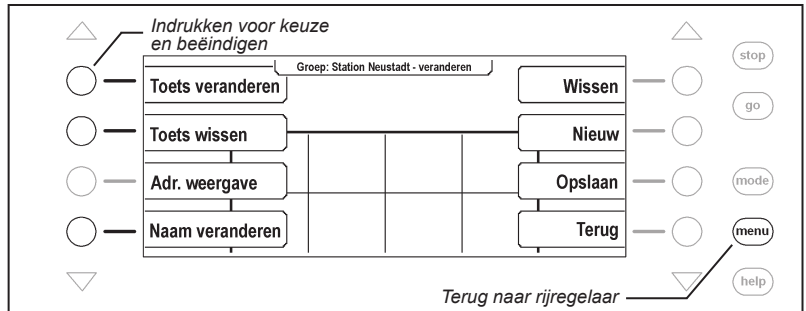 Indrukken voor keuze
en beëindigen
Groep: Station Neustadt - veranderen
Toets veranderen
Wissen
Toets wissen
Nieuw
Adr. weergave
Opslaan
Naam veranderen
Terug
stop
go
mode
menu
help
Terug naar rijregelaar